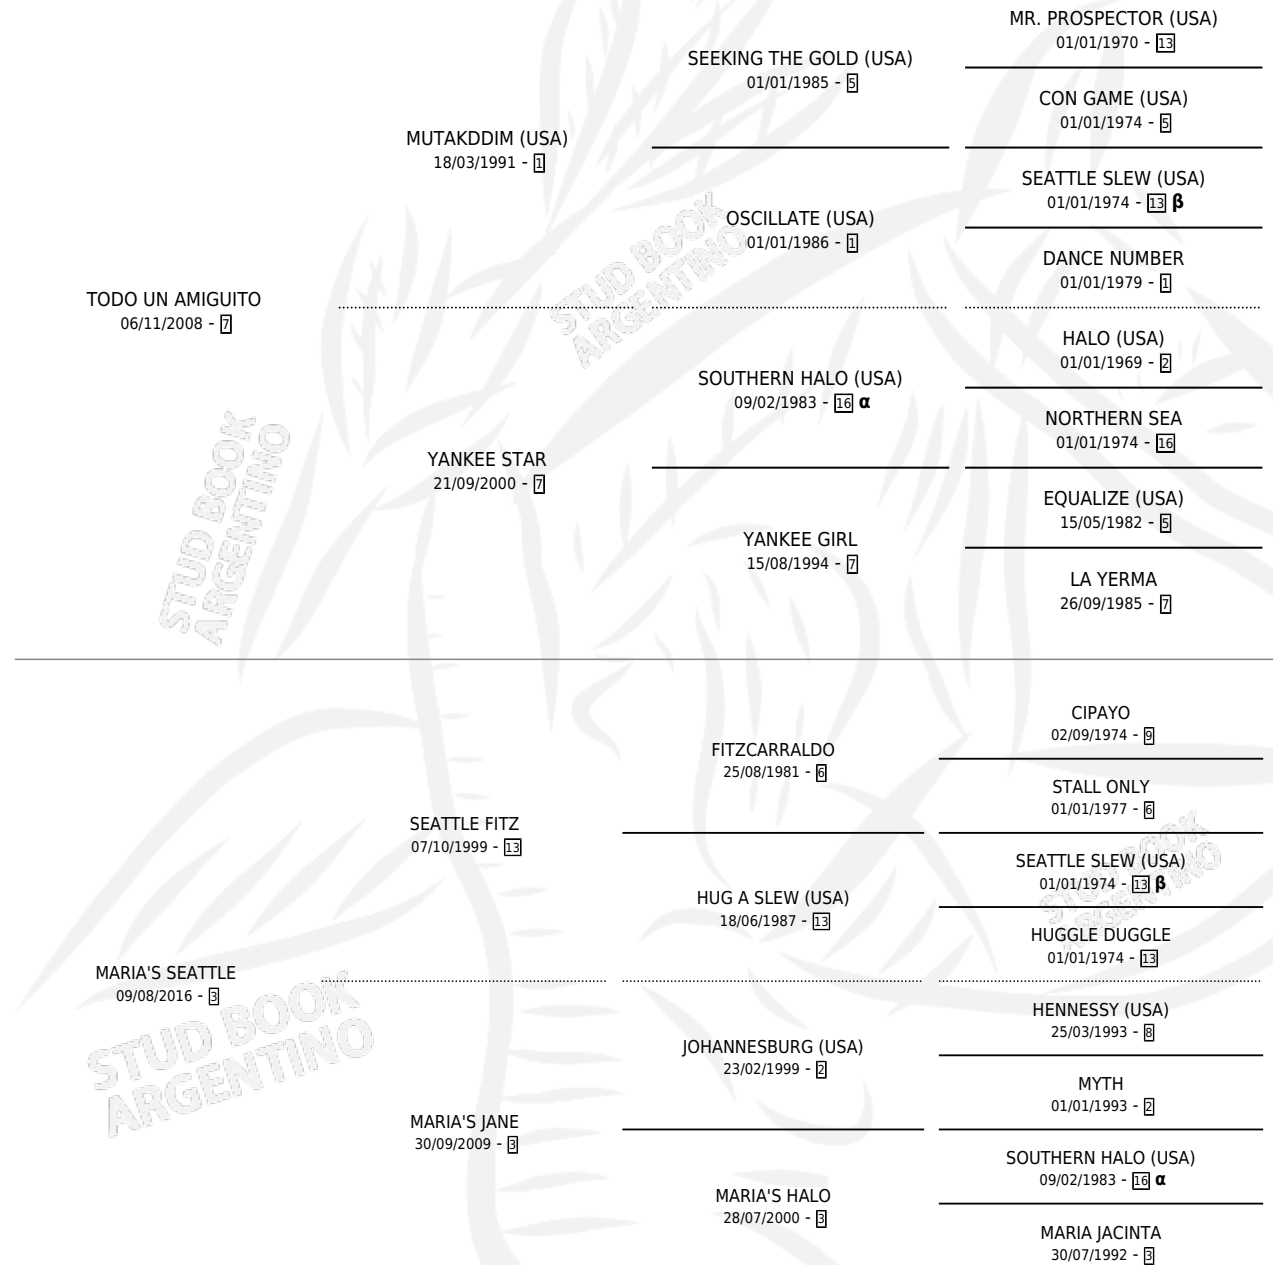 MR. PROSPECTOR (USA)
01/01/1970 - 13
SEEKING THE GOLD (USA)
01/01/1985 - 5
CON GAME (USA)
01/01/1974 - 5
MUTAKDDIM (USA)
18/03/1991 - 1
SEATTLE SLEW (USA)
01/01/1974 - 13 β
OSCILLATE (USA)
01/01/1986 - 1
DANCE NUMBER
01/01/1979 - 1
TODO UN AMIGUITO
06/11/2008 - 7
HALO (USA)
01/01/1969 - 2
SOUTHERN HALO (USA)
09/02/1983 - 16 α
NORTHERN SEA
01/01/1974 - 16
YANKEE STAR
21/09/2000 - 7
EQUALIZE (USA)
15/05/1982 - 5
YANKEE GIRL
15/08/1994 - 7
LA YERMA
26/09/1985 - 7
CIPAYO
02/09/1974 - 9
FITZCARRALDO
25/08/1981 - 6
STALL ONLY
01/01/1977 - 6
SEATTLE FITZ
07/10/1999 - 13
SEATTLE SLEW (USA)
01/01/1974 - 13 β
HUG A SLEW (USA)
18/06/1987 - 13
HUGGLE DUGGLE
01/01/1974 - 13
MARIA'S SEATTLE
09/08/2016 - 3
HENNESSY (USA)
25/03/1993 - 8
JOHANNESBURG (USA)
23/02/1999 - 2
MYTH
01/01/1993 - 2
MARIA'S JANE
30/09/2009 - 3
SOUTHERN HALO (USA)
09/02/1983 - 16 α
MARIA'S HALO
28/07/2000 - 3
MARIA JACINTA
30/07/1992 - 3
STUD BOOK
ARGENTINO
STUD BOOK
ARGENTINO
STUD BOOK
ARGENTINO
STUD BOOK
ARGENTINO